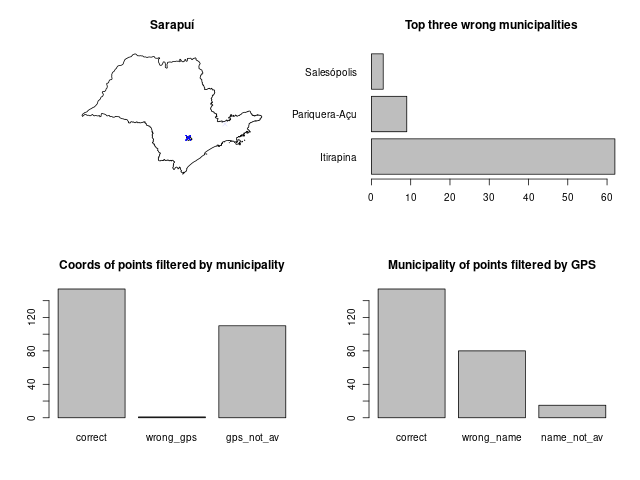 Sarapuí
Top three wrong municipalities
Salesópolis
Pariquera-Açu
Itirapina
0 10 20 30 40 50 60
Coords of points filtered by municipality
0 40 80 120
correct wrong_gps gps_not_av
Municipality of points filtered by GPS
0 40 80 120
correct wrong_name name_not_av